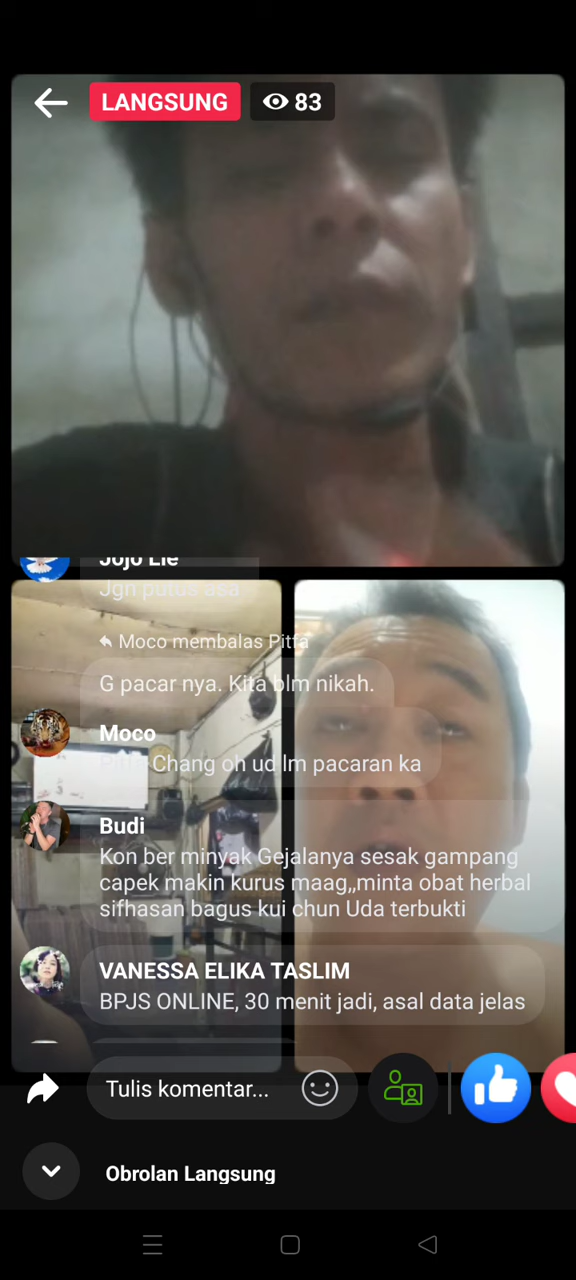 LANGSUNG
83
Jojo Lie
Jgn putus asa
Moco membalas Pitfa
G pacar nya. Kita blm nikah.
Moco
Pitfa Chang oh ud lm pacaran ka
Budi
Kon ber minyak Gejalanya sesak gampang
capek makin kurus maag,,minta obat herbal
sifhasan bagus kui chun Uda terbukti
VANESSA ELIKA TASLIM
BPJS ONLINE, 30 menit jadi, asal data jelas
Tulis komentar...
Obrolan Langsung